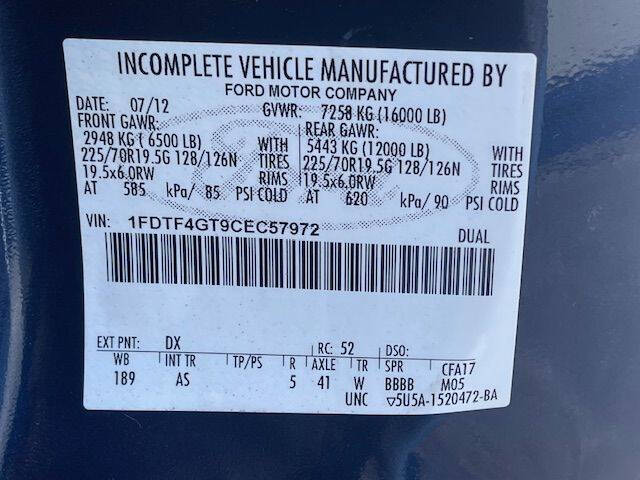 INCOMPLETE VEHICLE MANUFACTURED BY
FORD MOTOR COMPANY
DATE: 07/12 GVWR: 7258 KG (16000 LB)
FRONT GAWR: REAR GAWR:
2948 KG (6500 LB) WITH 5443 KG (12000 LB) WITH
225/70R19.5G 128/126N TIRES 225/70R19.5G 128/126N TIRES
19.5x6.0RW RIMS 19.5x6.0RW RIMS
AT 585 kPa/ 85 PSI COLD AT 620 kPa/ 90 PSI COLD
VIN: 1FDTF4GT9CEC57972
DUAL
EXT PNT: DX RC: 52 DSO:
WB INT TR TP/PS R AXLE TR SPR CFA17
189 AS 5 41 W BBBB M05
UNC ▽5U5A-1520472-BA